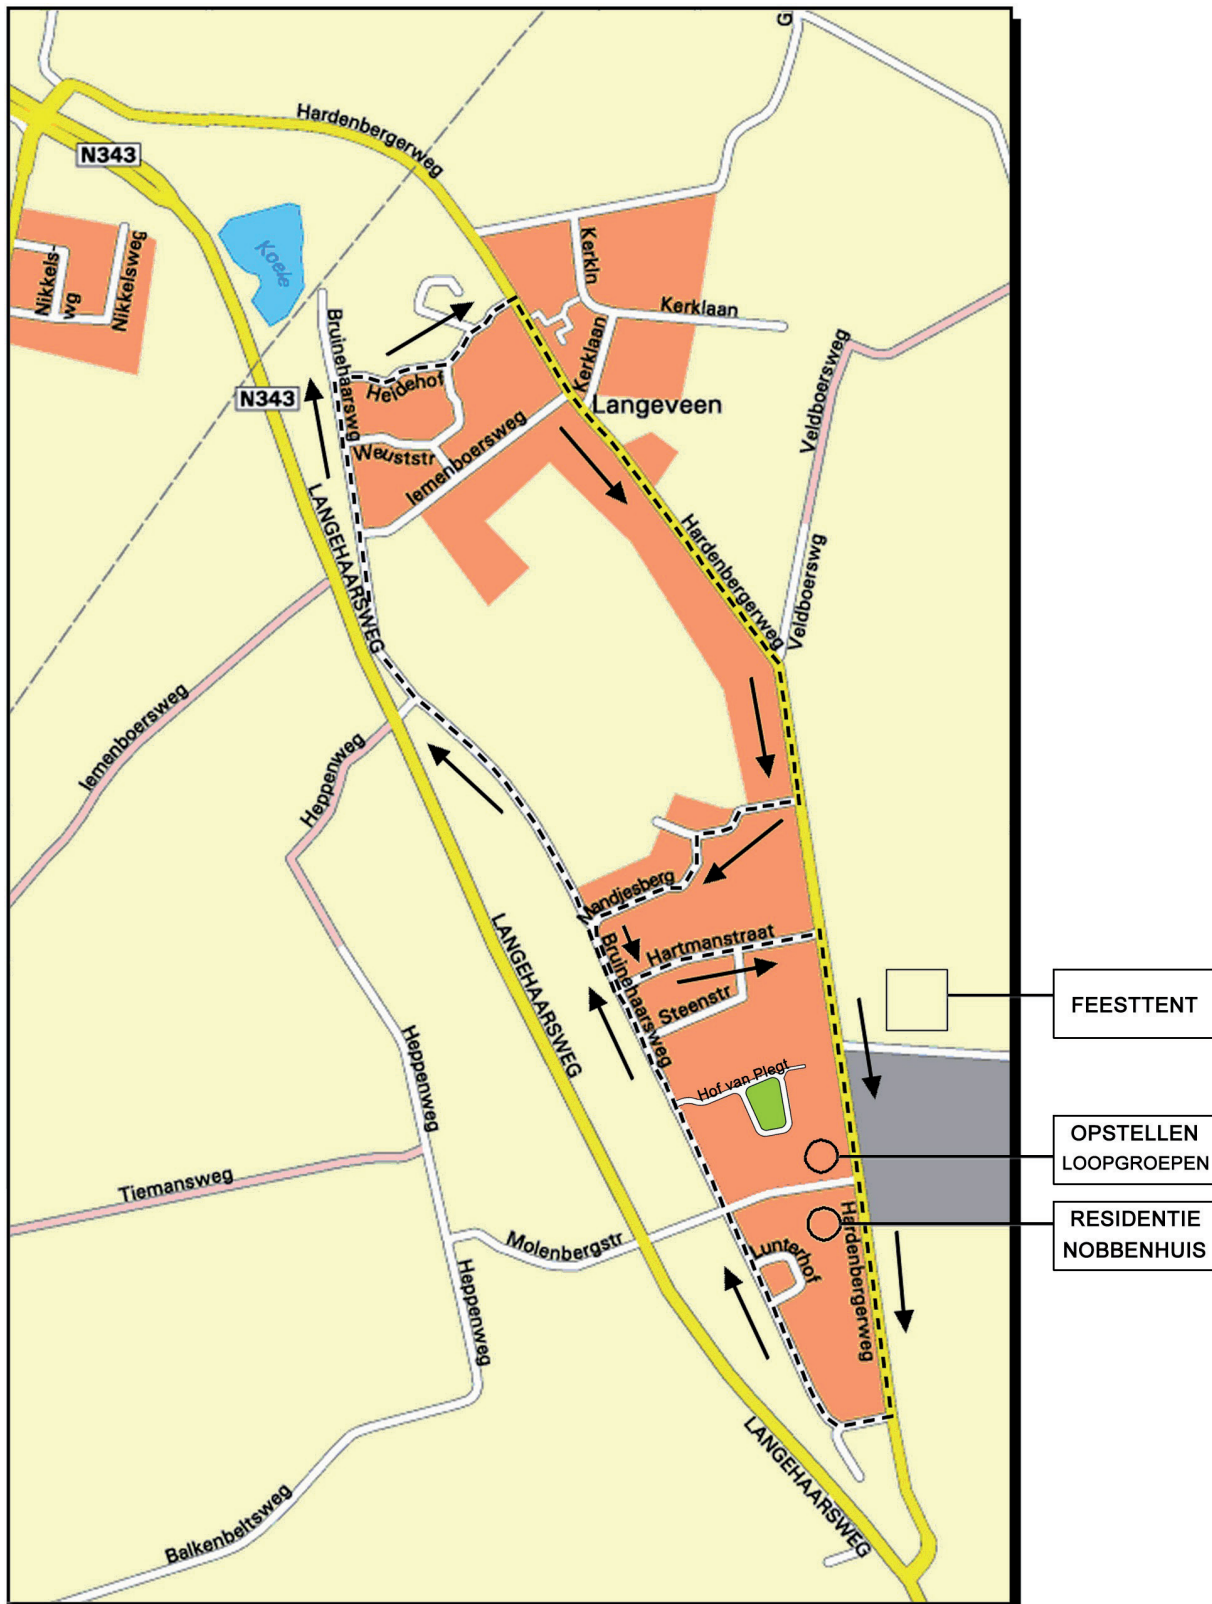 G
Hardenbergerweg
N343
Koele
Nikkels-
wg
Nikkelsweg
Kerkln
Kerklaan
Kerklaan
Bruinehaarswg
Heidehof
N343
Langeveen
Weuststr
Iemenboersweg
Veldboersweg
Veldboerswg
LANGEHAARSWEG
Hardenbergerweg
Iemenboersweg
Heppenweg
Mandjesberg
Hartmanstraat
Bruinehaarsweg
Steenstr
LANGEHAARSWEG
FEESTTENT
Heppenweg
Hof van Plegt
OPSTELLEN
LOOPGROEPEN
Tiemansweg
RESIDENTIE
NOBBENHUIS
Molenbergstr
Lunterhof
Hardenbergerweg
Heppenweg
LANGEHAARSWEG
Balkenbeltsweg